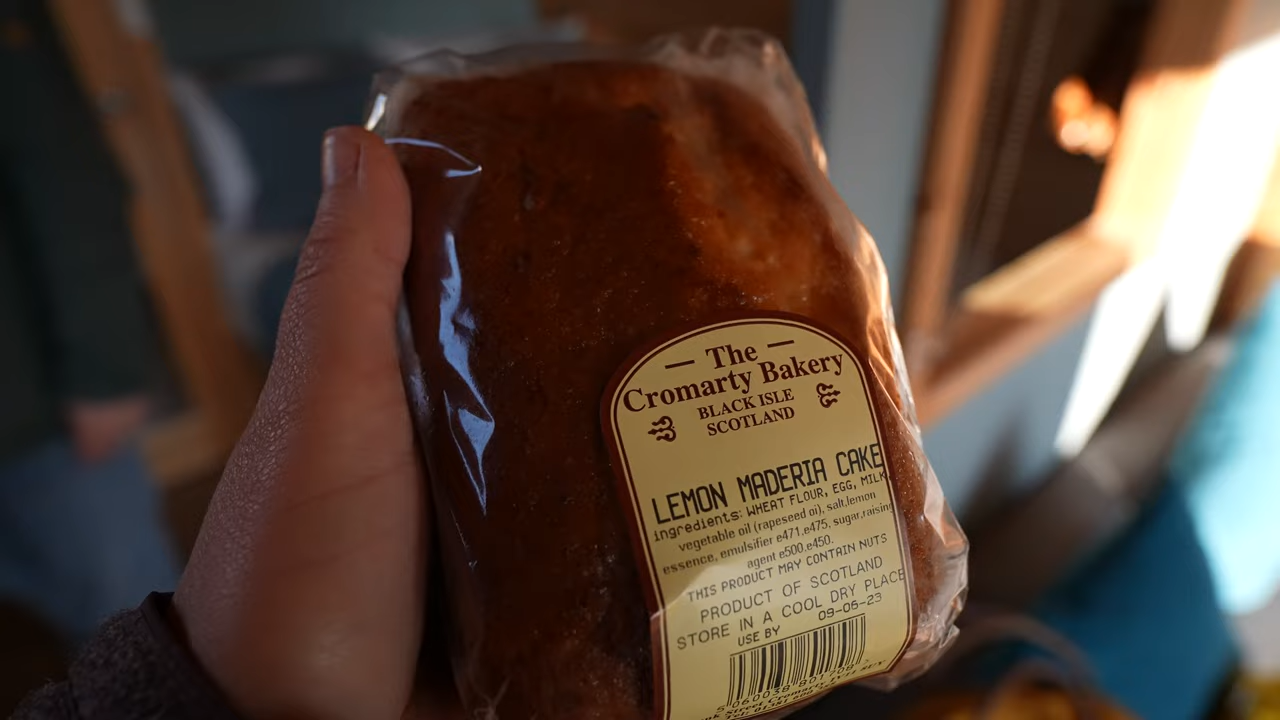 — The —
Cromarty Bakery
BLACK ISLE
SCOTLAND
LEMON MADERIA CAKE
ingredients: WHEAT FLOUR, EGG, MILK
vegetable oil (rapeseed oi), salt.lemon
essence, emulsifier e471.e475. sugar,raising
agent e500.e450.
THIS PRODUCT MAY CONTAIN NUTS
PRODUCT OF SCOTLAND
STORE IN A COOL DRY PLACE
USE BY 09-06-23